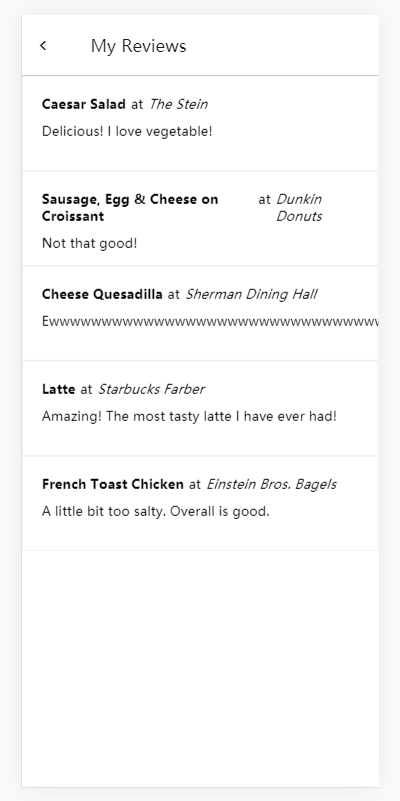 My Reviews
Caesar Salad at The Stein
Delicious! I love vegetable!
Sausage, Egg & Cheese on at Dunkin
Croissant Donuts
Not that good!
Cheese Quesadilla at Sherman Dining Hall
Ewwwwwwwwwwwwwwwwwwwwwwwwwwwwwwww
Latte at Starbucks Farber
Amazing! The most tasty latte I have ever had!
French Toast Chicken at Einstein Bros. Bagels
A little bit too salty. Overall is good.